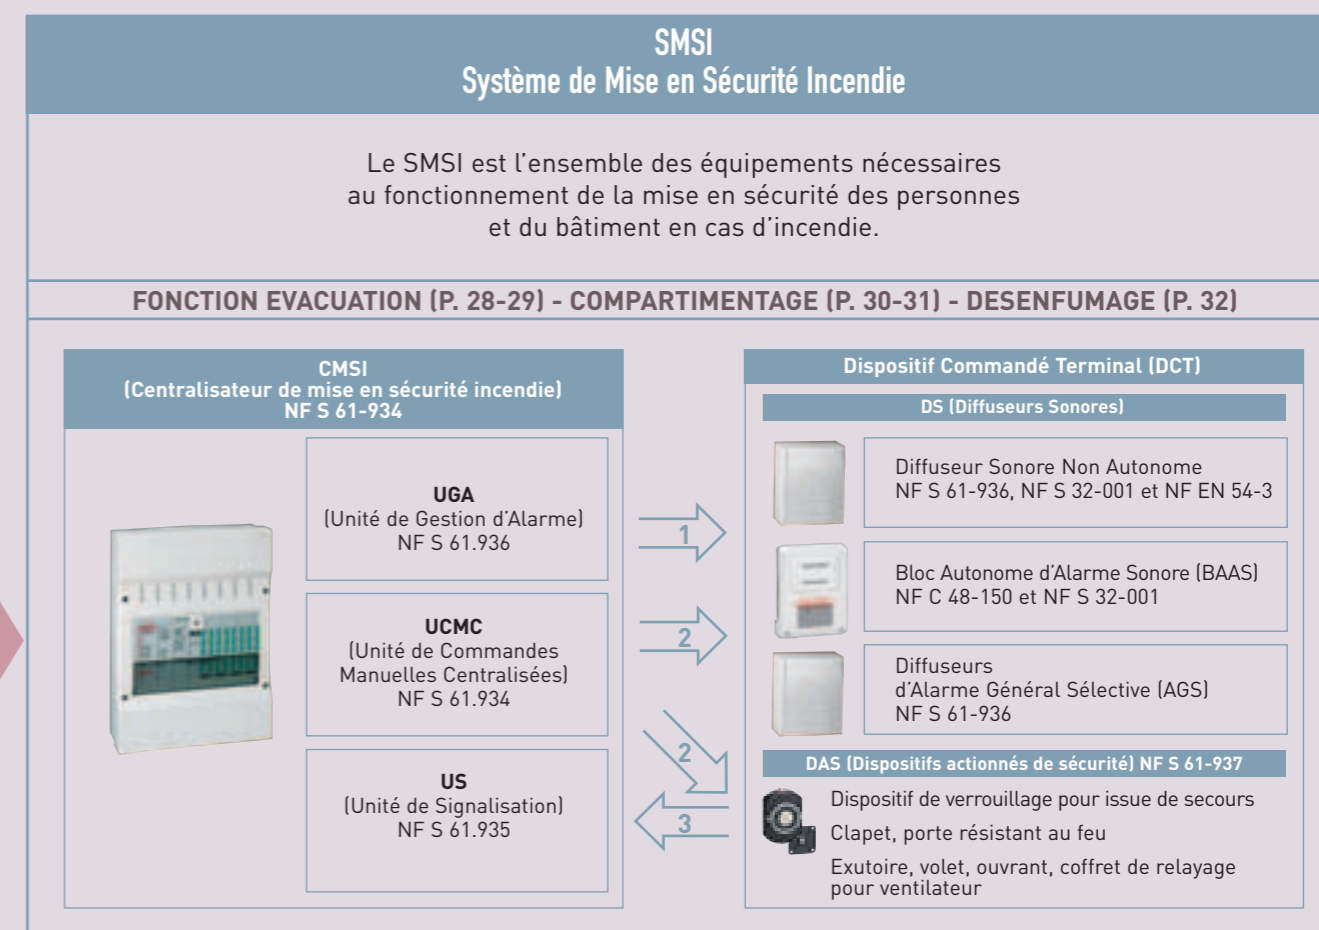 SMSI
Système de Mise en Sécurité Incendie
Le SMSI est l’ensemble des équipements nécessaires
au fonctionnement de la mise en sécurité des personnes
et du bâtiment en cas d’incendie.
FONCTION EVACUATION (P. 28-29) - COMPARTIMENTAGE (P. 30-31) - DESENFUMAGE (P. 32)
CMSI
(Centralisateur de mise en sécurité incendie)
NF S 61-934
UGA
(Unité de Gestion d’Alarme)
NF S 61.936
UCMC
(Unité de Commandes
Manuelles Centralisées)
NF S 61.934
US
(Unité de Signalisation)
NF S 61.935
1
2
2
3
Dispositif Commandé Terminal (DCT)
DS (Diffuseurs Sonores)
Diffuseur Sonore Non Autonome
NF S 61-936, NF S 32-001 et NF EN 54-3
Bloc Autonome d’Alarme Sonore (BAAS)
NF C 48-150 et NF S 32-001
Diffuseurs
d’Alarme Général Sélective (AGS)
NF S 61-936
DAS (Dispositifs actionnés de sécurité) NF S 61-937
Dispositif de verrouillage pour issue de secours
Clapet, porte résistant au feu
Exutoire, volet, ouvrant, coffret de relayage
pour ventilateur